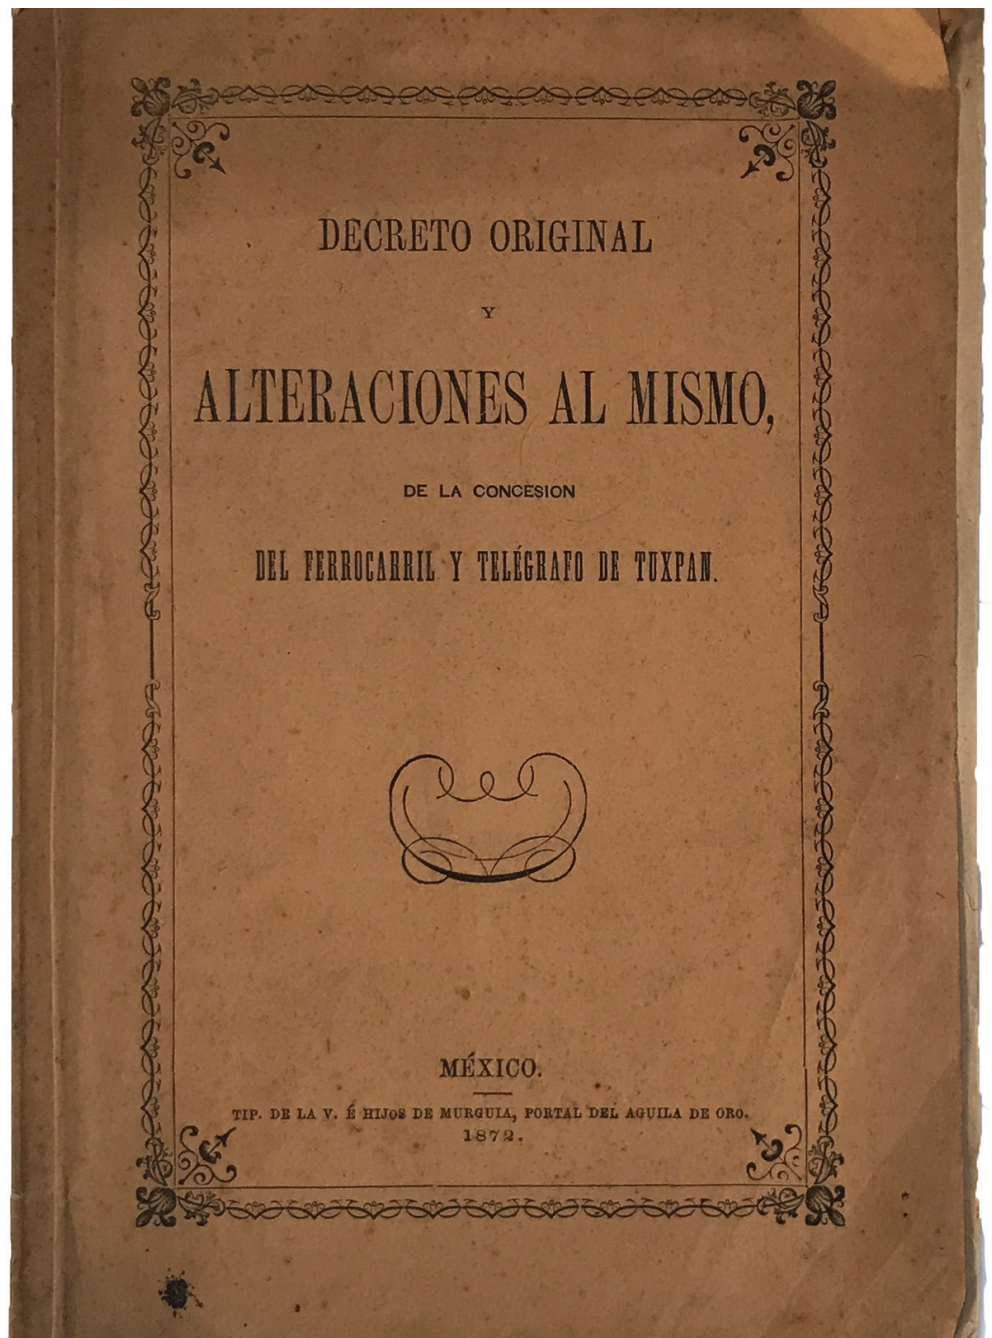 DECRETO ORIGINAL
Y
ALTERACIONES AL MISMO,
DE LA CONCESION
DEL FERROCARRIL Y TELÉGRAFO DE TUXPAN.
MÉXICO.
TIP. DE LA V. É HIJOS DE MURGUIA, PORTAL DEL AGUILA DE ORO.
1872.